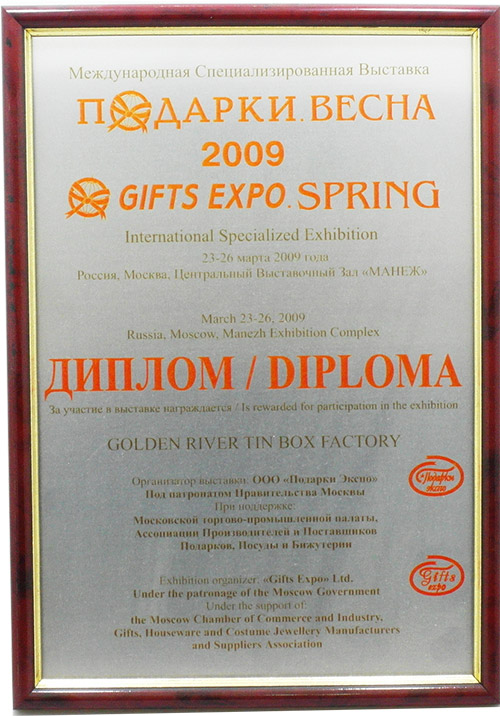 Международная Специализированная Выставка
ПОДАРКИ. ВЕСНА
2009
GIFTS EXPO. SPRING
International Specialized Exhibition
23-26 марта 2009 года
Россия, Москва, Центральный Выставочный Зал «МАНЕЖ»
March 23-26, 2009
Russia, Moscow, Manezh Exhibition Complex
ДИПЛОМ / DIPLOMA
За участие в выставке награждается / Is rewarded for participation in the exhibition
GOLDEN RIVER TIN BOX FACTORY
Организатор выставки: ООО «Подарки Экспо»
Под патронатом Правительства Москвы
При поддержке:
Московской торгово-промышленной палаты,
Ассоциации Производителей и Поставщиков
Подарков, Посуды и Бижутерии
Подарки
экспо
Exhibition organizer: «Gifts Expo» Ltd.
Under the patronage of the Moscow Government
Under the support of:
the Moscow Chamber of Commerce and Industry,
Gifts, Houseware and Costume Jewellery Manufacturers
and Suppliers Association
Gifts
expo